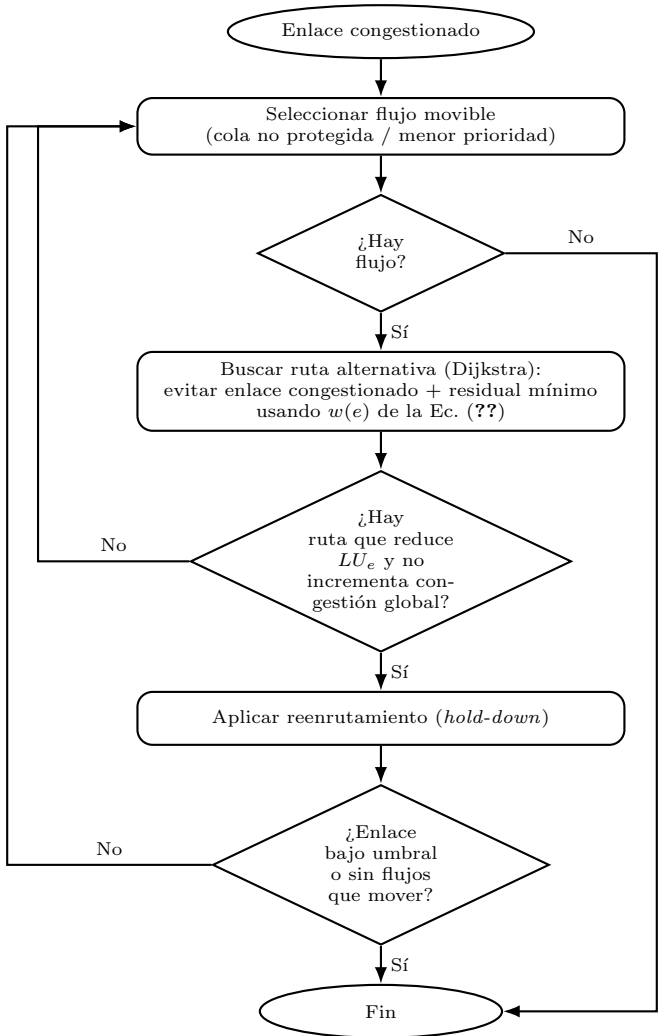 Enlace congestionado
Seleccionar flujo movible
(cola no protegida / menor prioridad)
¿Hay
flujo?
No
Sí
Buscar ruta alternativa (Dijkstra):
evitar enlace congestionado + residual mínimo
usando w(e) de la Ec. (??)
¿Hay
ruta que reduce
LU_e y no
incrementa con-
gestión global?
No
Sí
Aplicar reenrutamiento (hold-down)
¿Enlace
bajo umbral
o sin flujos
que mover?
No
Sí
Fin